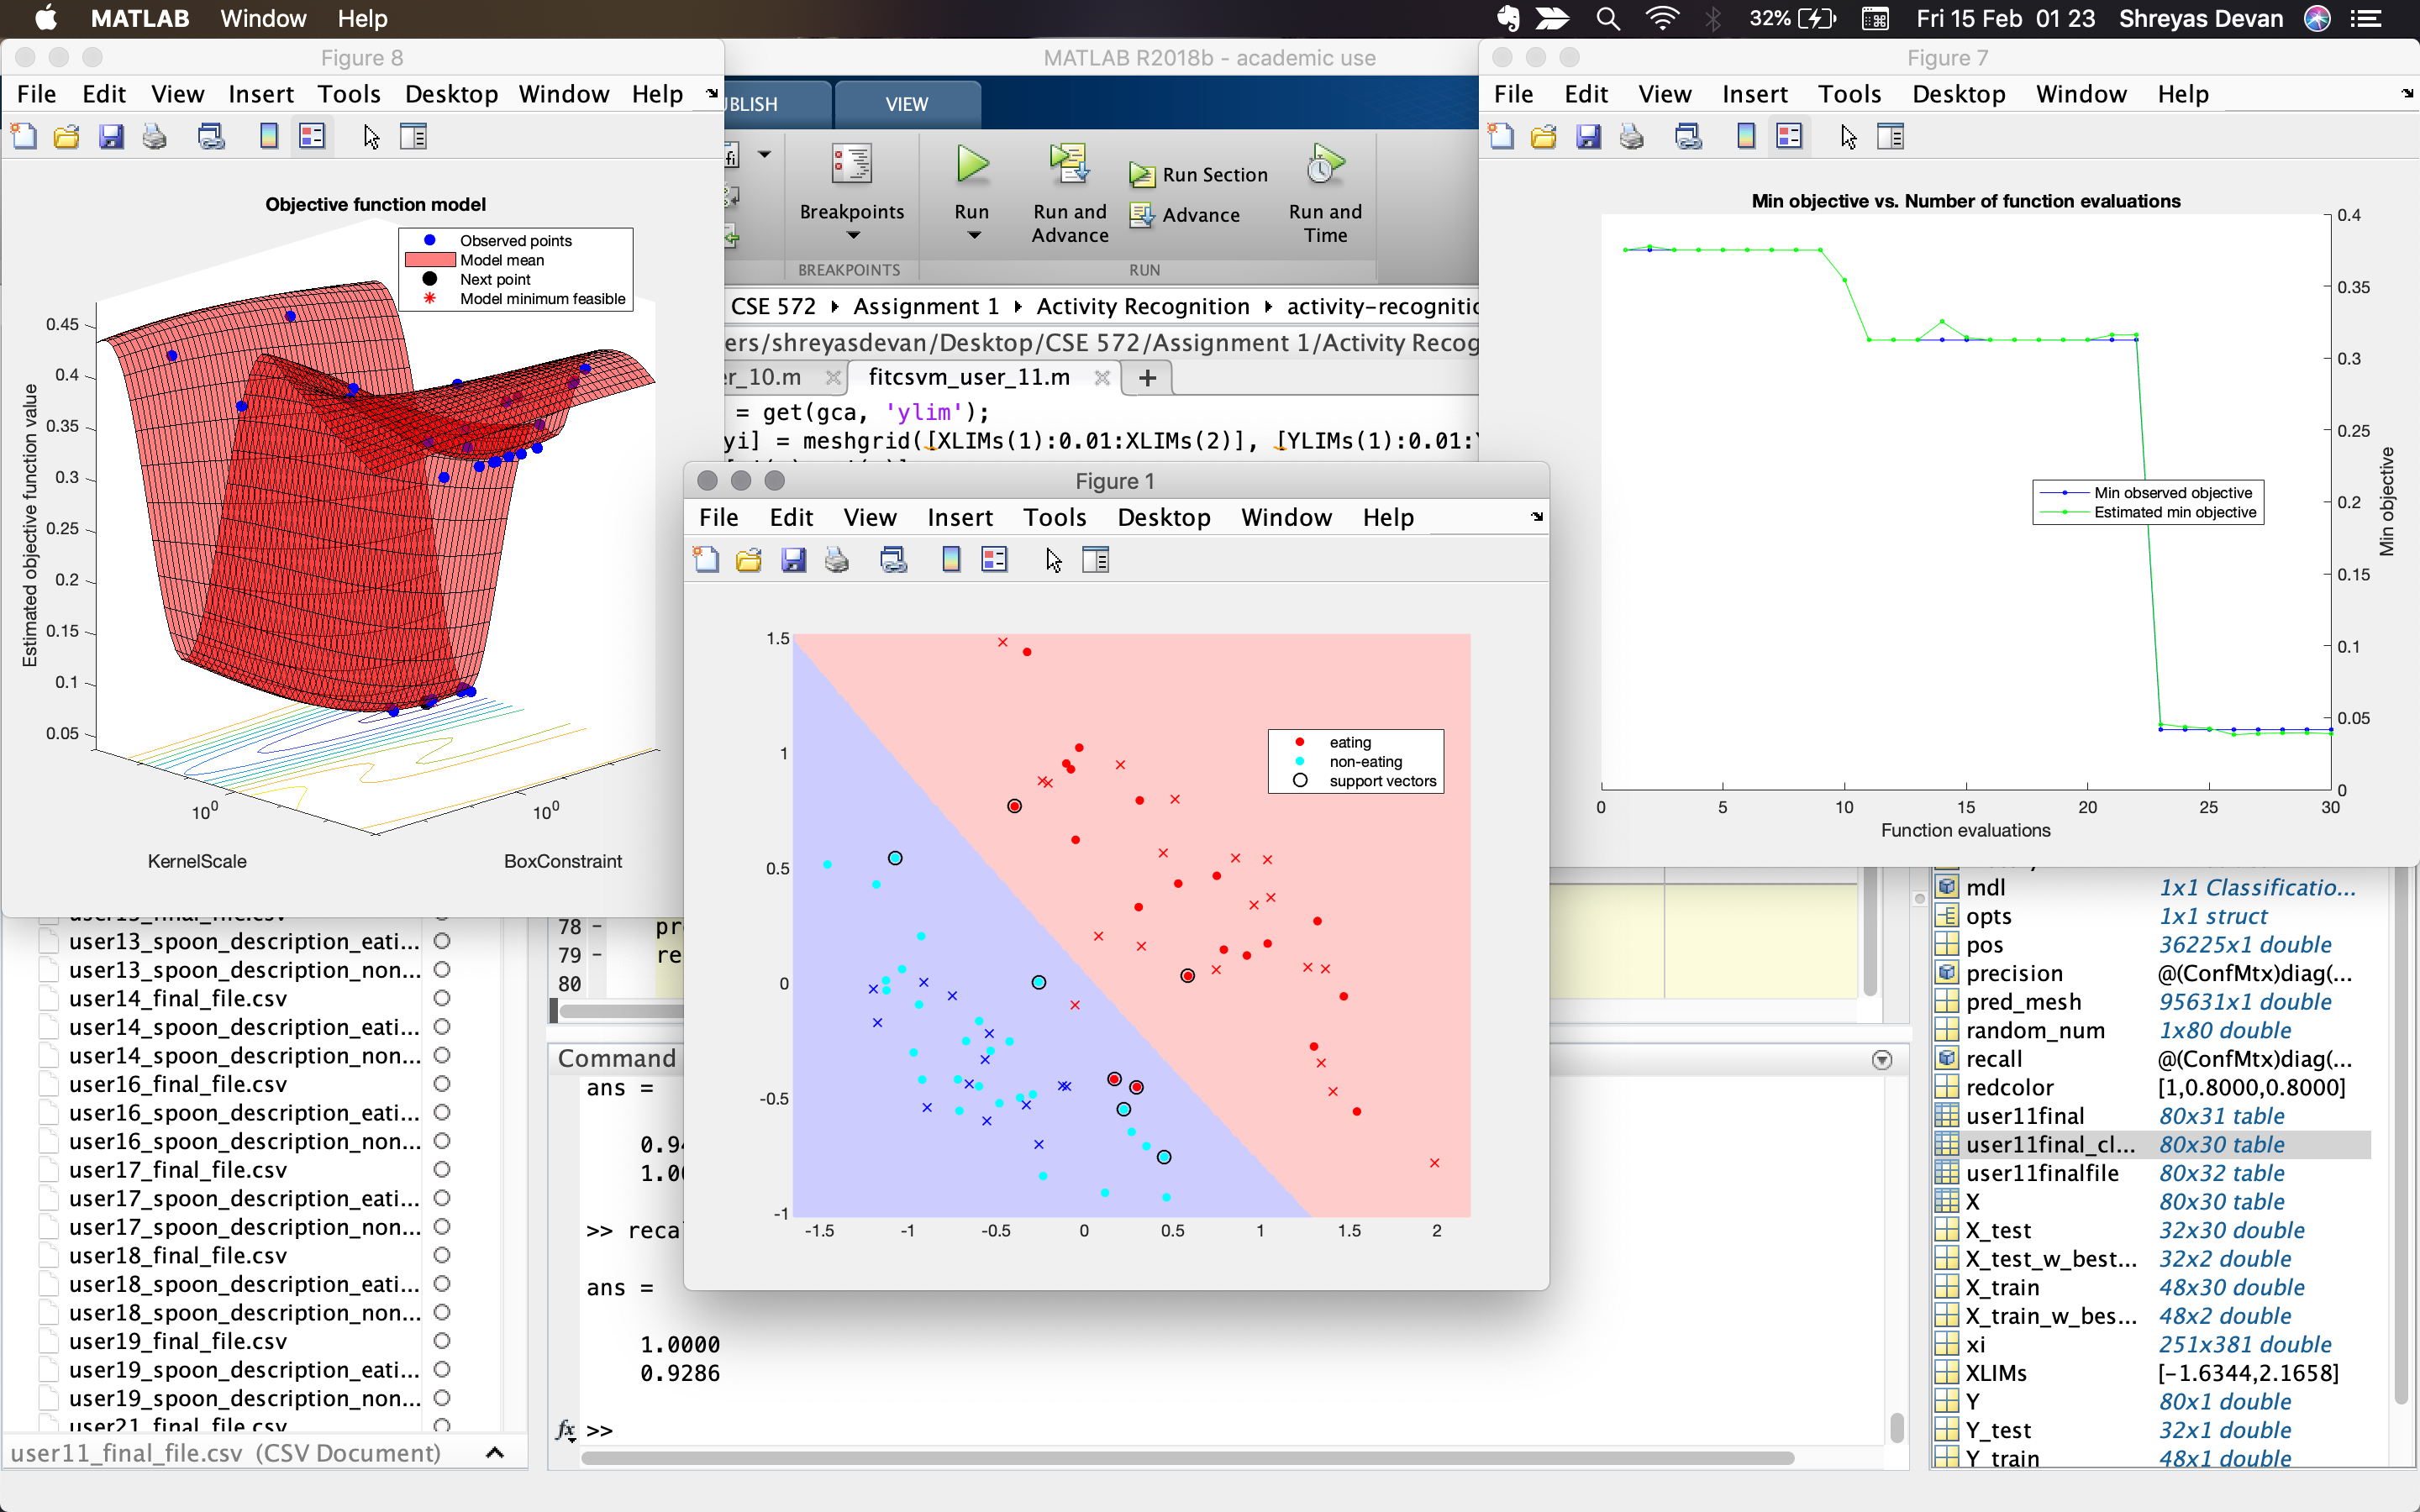 MATLAB Window Help
32% Fri 15 Feb 01 23 Shreyas Devan
Figure 8
File Edit View Insert Tools Desktop Window Help
Objective function model
Observed points
Model mean
Next point
Model minimum feasible
Estimated objective function value
0.45
0.4
0.35
0.3
0.25
0.2
0.15
0.1
0.05
10^0
10^0
KernelScale
BoxConstraint
MATLAB R2018b - academic use
VIEW
Breakpoints
Run
Run and Advance
Run Section
Advance
Run and Time
BREAKPOINTS
RUN
CSE 572 Assignment 1 Activity Recognition
ers/shreyasdevan/Desktop/CSE 572/Assignment 1/Activity Recog
er_10.m fitcsvm_user_11.m +
= get(gca, 'ylim');
yi] = meshgrid([XLIMs(1):0.01:XLIMs(2)], [YLIMs(1):0.01:
Figure 7
File Edit View Insert Tools Desktop Window Help
Min objective vs. Number of function evaluations
0.4
0.35
0.3
0.25
0.2
0.15
0.1
0.05
0
Min objective
Min observed objective
Estimated min objective
0 5 10 15 20 25 30
Function evaluations
Figure 1
File Edit View Insert Tools Desktop Window Help
eating
non-eating
support vectors
1.5
1
0.5
0
-0.5
-1
-1.5 -1 -0.5 0 0.5 1 1.5 2
user13_spoon_description_eati...
user13_spoon_description_non...
user14_final_file.csv
user14_spoon_description_eati...
user14_spoon_description_non...
user16_final_file.csv
user16_spoon_description_eati...
user16_spoon_description_non...
user17_final_file.csv
user17_spoon_description_eati...
user17_spoon_description_non...
user18_final_file.csv
user18_spoon_description_eati...
user18_spoon_description_non...
user19_final_file.csv
user19_spoon_description_eati...
user19_spoon_description_non...
user21_final_file.csv
user11_final_file.csv (CSV Document)
78 - pr
79 - re
80
Command
ans =
0.9
1.0
>> reca
ans =
1.0000
0.9286
fx >>
mdl 1x1 Classificatio...
opts 1x1 struct
pos 36225x1 double
precision @(ConfMtx)diag(...
pred_mesh 95631x1 double
random_num 1x80 double
recall @(ConfMtx)diag(...
redcolor [1,0.8000,0.8000]
user11final 80x31 table
user11final_cl... 80x30 table
user11finalfile 80x32 table
X 80x30 table
X_test 32x30 double
X_test_w_best... 32x2 double
X_train 48x30 double
X_train_w_bes... 48x2 double
xi 251x381 double
XLIMs [-1.6344,2.1658]
Y 80x1 double
Y_test 32x1 double
Y_train 48x1 double